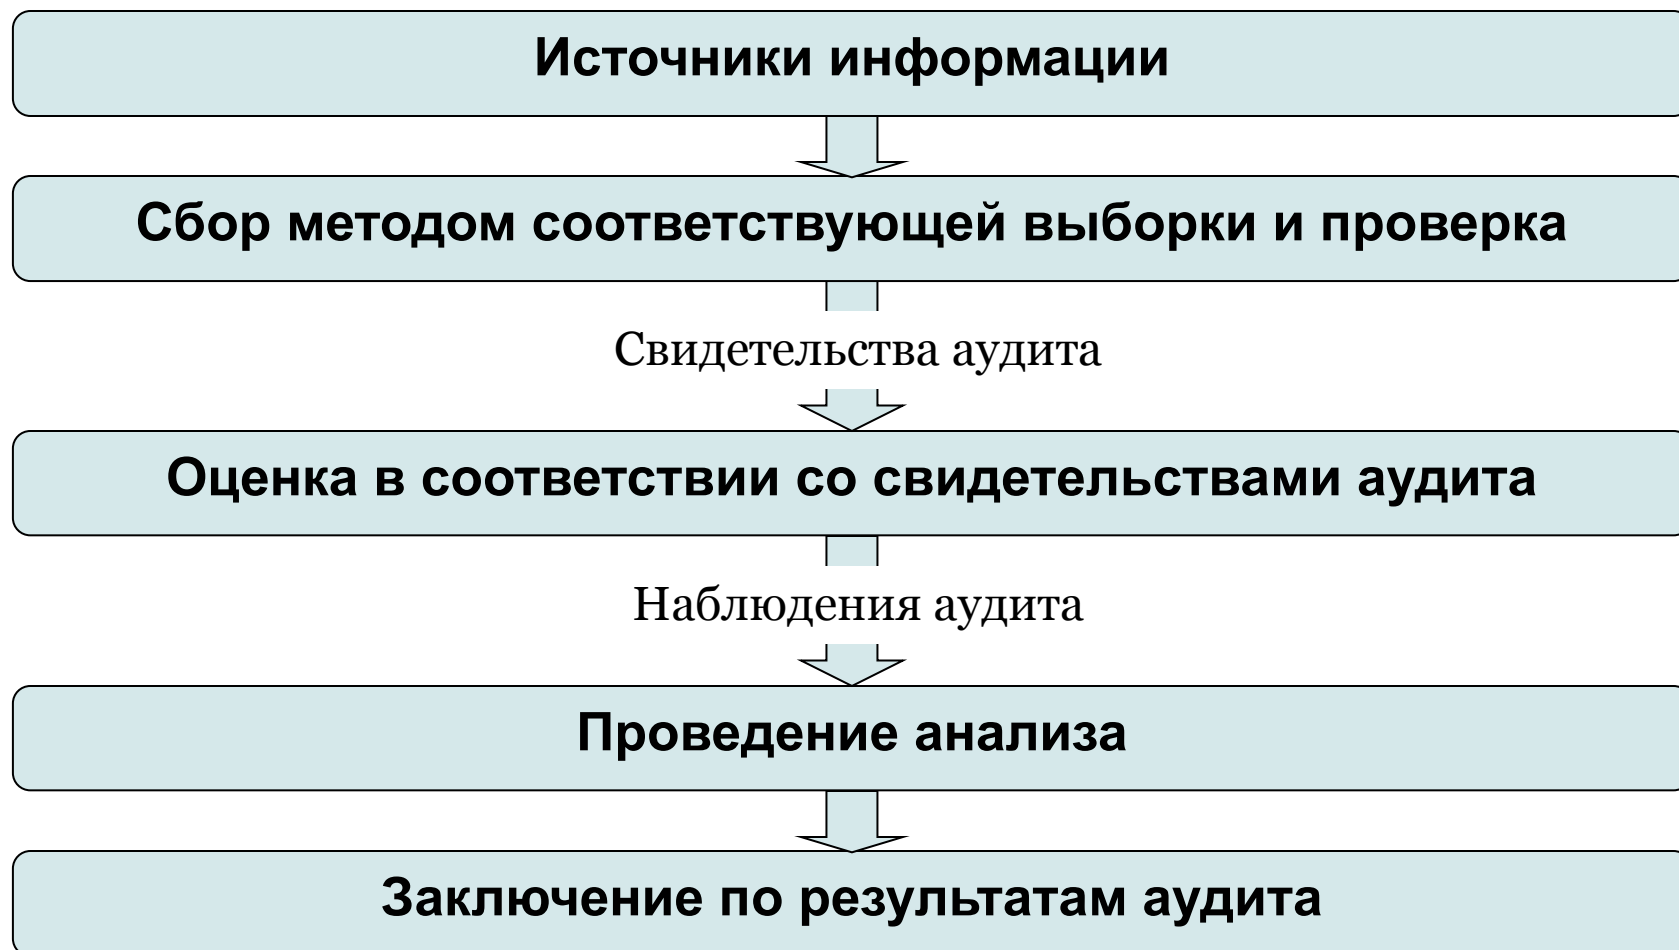 Источники информации
Сбор методом соответствующей выборки и проверка
Свидетельства аудита
Оценка в соответствии со свидетельствами аудита
Наблюдения аудита
Проведение анализа
Заключение по результатам аудита